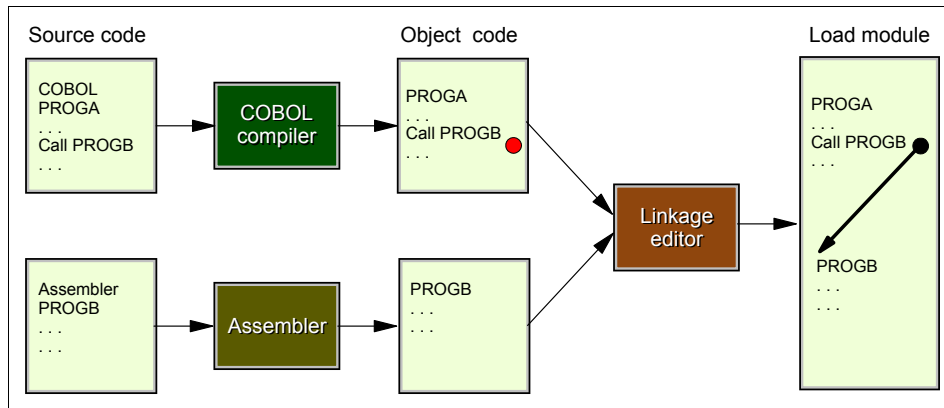 Source code
Object code
Load module
COBOL
PROGA
. . .
Call PROGB
. . .
COBOL
compiler
PROGA
. . .
Call PROGB
. . .
Linkage
editor
PROGA
. . .
Call PROGB
. . .
PROGB
. . .
. . .
Assembler
PROGB
. . .
. . .
Assembler
PROGB
. . .
. . .